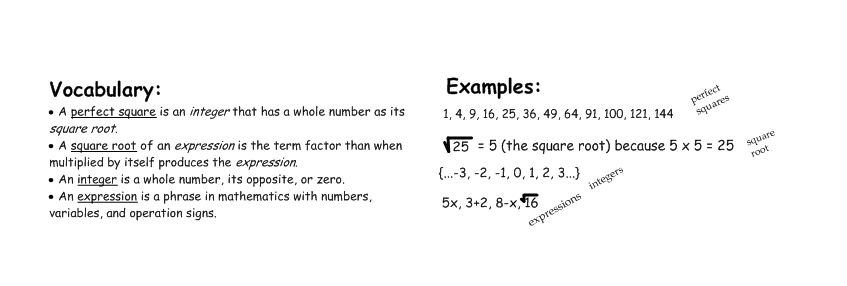 Vocabulary:
• A perfect square is an integer that has a whole number as its
square root.
• A square root of an expression is the term factor than when
multiplied by itself produces the expression.
• An integer is a whole number, its opposite, or zero.
• An expression is a phrase in mathematics with numbers,
variables, and operation signs.
Examples:
1, 4, 9, 16, 25, 36, 49, 64, 91, 100, 121, 144
perfect
squares
√25 = 5 (the square root) because 5 x 5 = 25
square
root
{...-3, -2, -1, 0, 1, 2, 3...}
integers
5x, 3+2, 8-x, √16
expressions